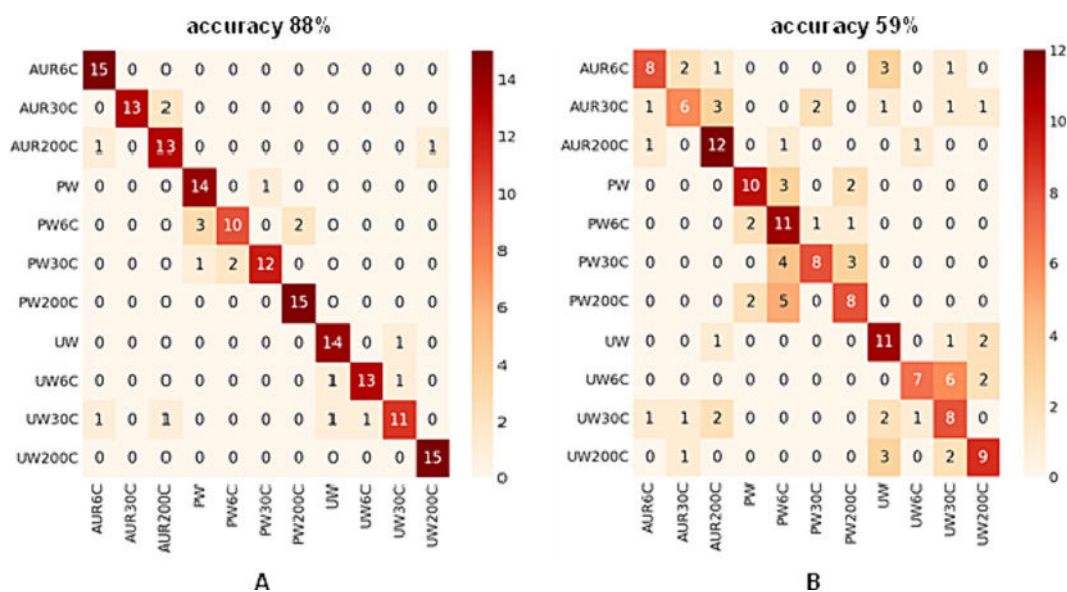 accuracy 88%
AUR6C 15 0 0 0 0 0 0 0 0 0 0
AUR30C 0 13 2 0 0 0 0 0 0 0 0
AUR200C 1 0 13 0 0 0 0 0 0 0 1
PW 0 0 0 14 0 1 0 0 0 0 0
PW6C 0 0 0 3 10 0 2 0 0 0 0
PW30C 0 0 0 1 2 12 0 0 0 0 0
PW200C 0 0 0 0 0 0 15 0 0 0 0
UW 0 0 0 0 0 0 0 14 0 1 0
UW6C 0 0 0 0 0 0 0 1 13 1 0
UW30C 1 0 1 0 0 0 0 1 1 11 0
UW200C 0 0 0 0 0 0 0 0 0 0 15
AUR6C
AUR30C
AUR200C
PW
PW6C
PW30C
PW200C
UW
UW6C
UW30C
UW200C
14
12
10
8
6
4
2
0
A
accuracy 59%
AUR6C 8 2 1 0 0 0 0 3 0 1 0
AUR30C 1 6 3 0 0 2 0 1 0 1 1
AUR200C 1 0 12 0 1 0 0 0 1 0 0
PW 0 0 0 10 3 0 2 0 0 0 0
PW6C 0 0 0 2 11 1 1 0 0 0 0
PW30C 0 0 0 0 4 8 3 0 0 0 0
PW200C 0 0 0 2 5 0 8 0 0 0 0
UW 0 0 1 0 0 0 0 11 0 1 2
UW6C 0 0 0 0 0 0 0 0 7 6 2
UW30C 1 1 2 0 0 0 0 2 1 8 0
UW200C 0 1 0 0 0 0 0 3 0 2 9
AUR6C
AUR30C
AUR200C
PW
PW6C
PW30C
PW200C
UW
UW6C
UW30C
UW200C
12
10
8
6
4
2
0
B